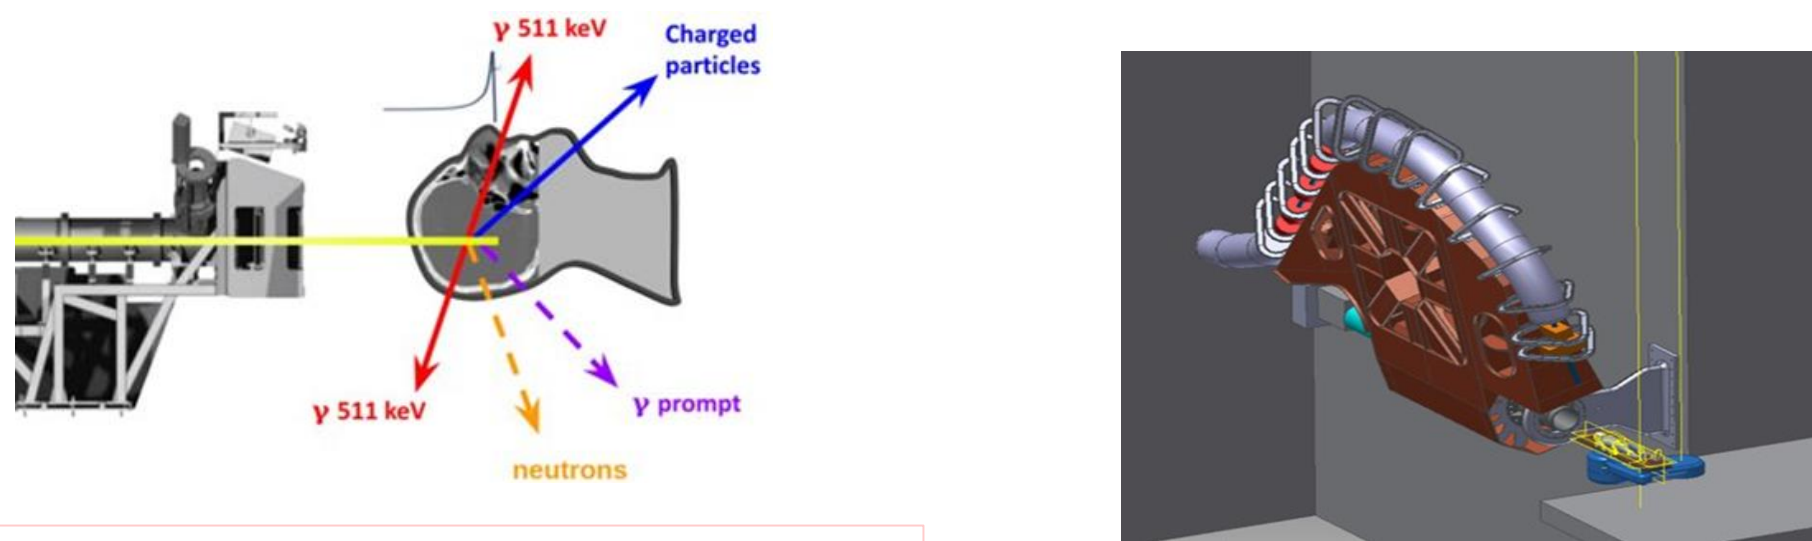 γ 511 keV
Charged
particles
γ 511 keV
γ prompt
neutrons